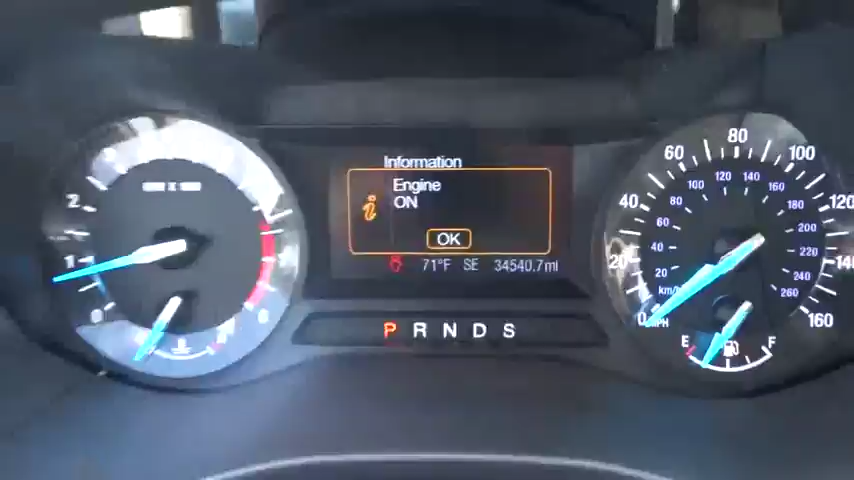 Information
Engine
ON
OK
71°F SE 34540.7mi
P R N D S
2
1
0
0 20 40 60 80 100 120 140 160
MPH
20 40 60 80 100 120 140 160 180 200 220 240 260
km/h
E F